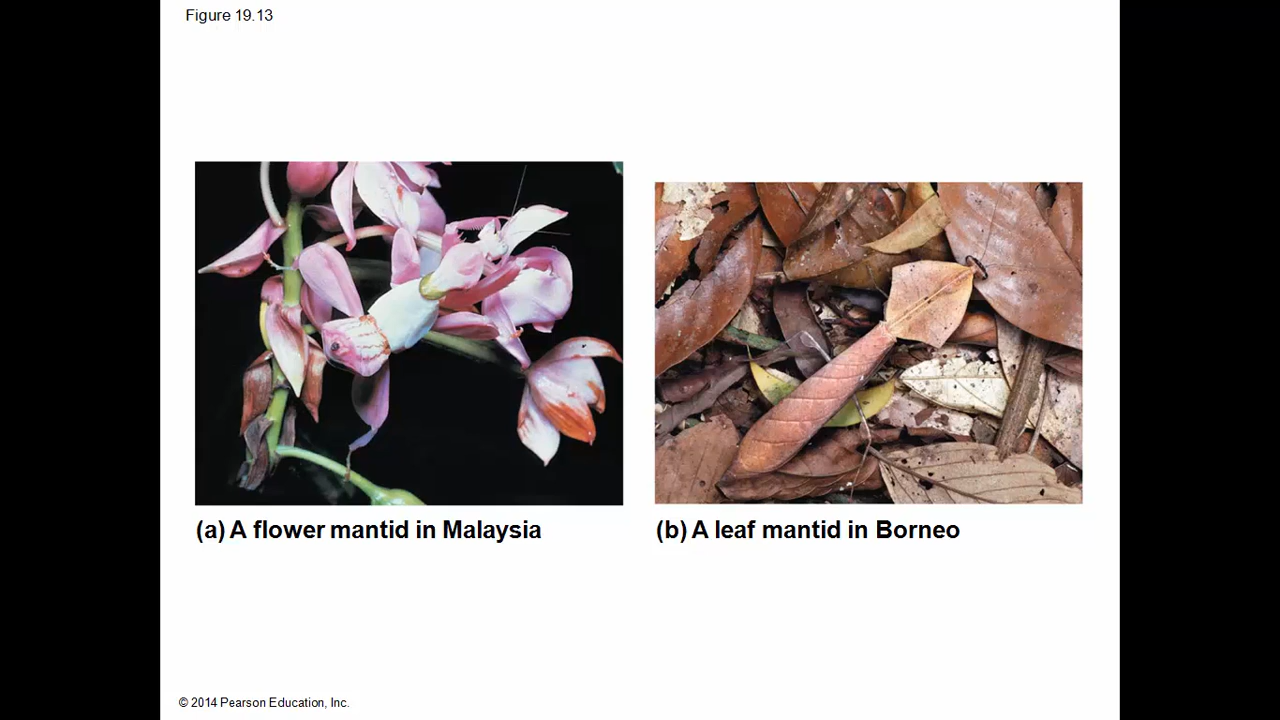 Figure 19.13
(a) A flower mantid in Malaysia
(b) A leaf mantid in Borneo
© 2014 Pearson Education, Inc.